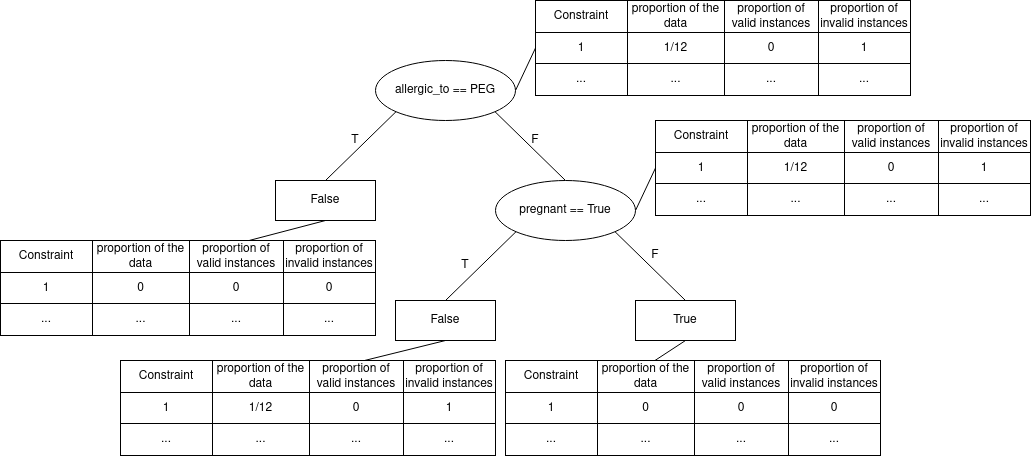 Constraint
proportion of the
data
proportion of
valid instances
proportion of
invalid instances
1
1/12
0
1
...
...
...
...
allergic_to == PEG
T
F
Constraint
proportion of the
data
proportion of
valid instances
proportion of
invalid instances
1
1/12
0
1
...
...
...
...
False
pregnant == True
Constraint
proportion of the
data
proportion of
valid instances
proportion of
invalid instances
1
0
0
0
...
...
...
...
T
F
False
True
Constraint
proportion of the
data
proportion of
valid instances
proportion of
invalid instances
1
1/12
0
1
...
...
...
...
Constraint
proportion of the
data
proportion of
valid instances
proportion of
invalid instances
1
0
0
0
...
...
...
...